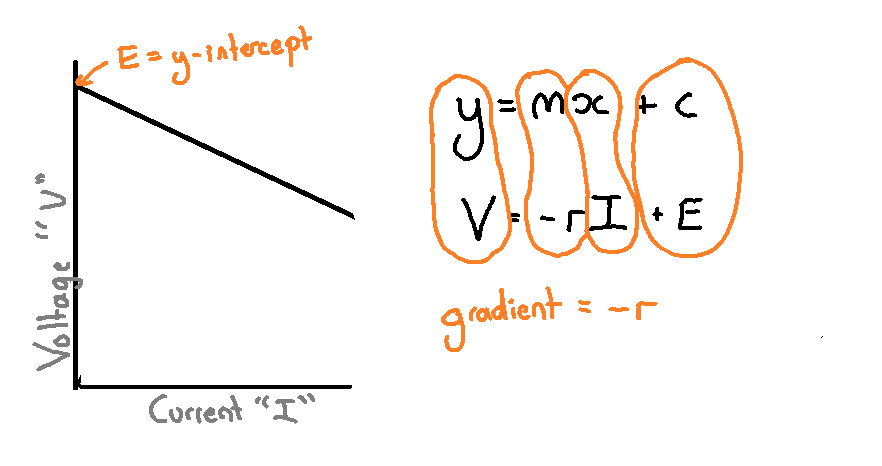 E = y-intercept
y = mx + c
V = -rI + E
gradient = -r
Voltage "V"
Current "I"